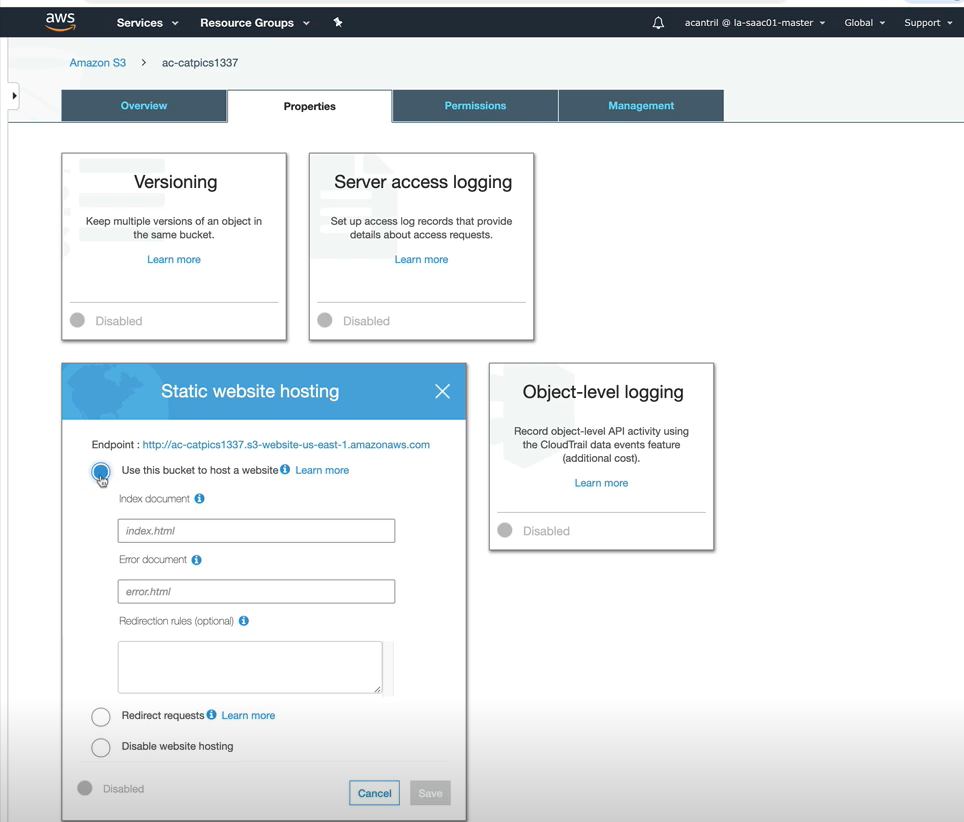 aws Services Resource Groups acantril @ la-saac01-master Global Support
Amazon S3 > ac-catpics1337
Overview Properties Permissions Management
Versioning
Keep multiple versions of an object in
the same bucket.
Learn more
Disabled
Server access logging
Set up access log records that provide
details about access requests.
Learn more
Disabled
Static website hosting
Endpoint : http://ac-catpics1337.s3-website-us-east-1.amazonaws.com
Use this bucket to host a website Learn more
Index document
index.html
Error document
error.html
Redirection rules (optional)
Redirect requests Learn more
Disable website hosting
Disabled
Cancel Save
Object-level logging
Record object-level API activity using
the CloudTrail data events feature
(additional cost).
Learn more
Disabled